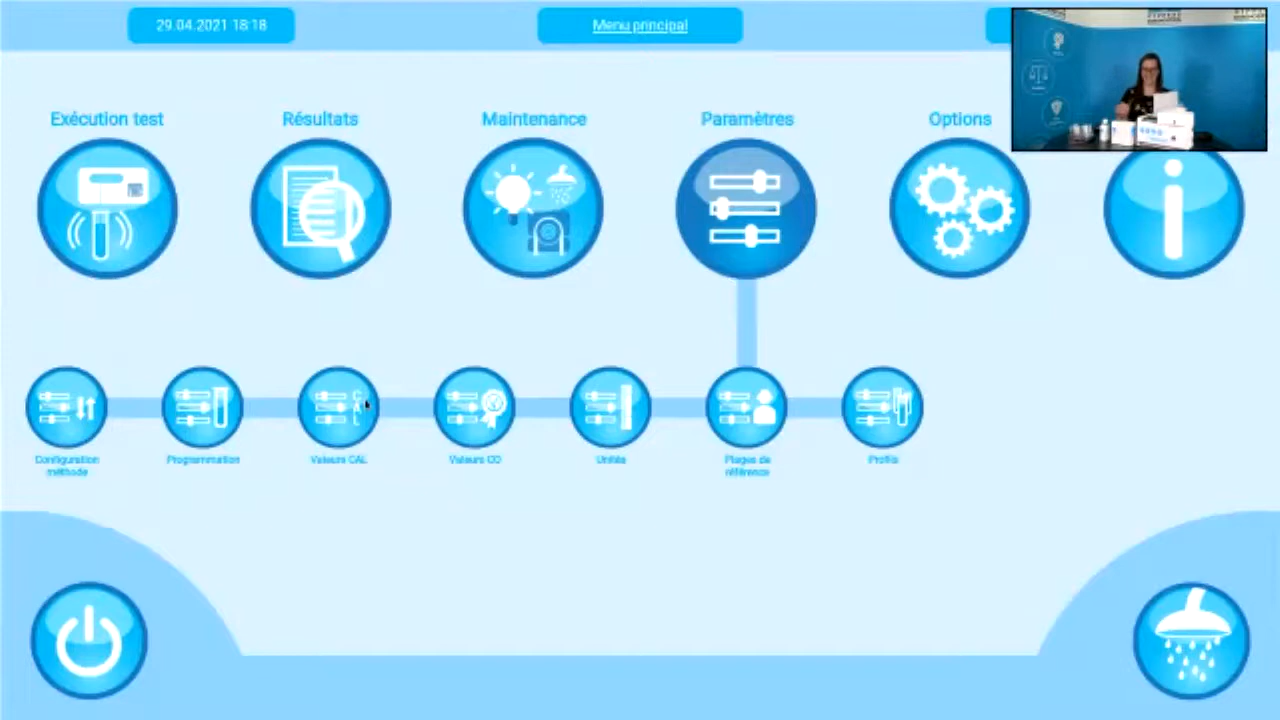 29.04.2021 18:18
Menu principal
Exécution test
Résultats
Maintenance
Paramètres
Options
Configuration
méthode
Programmation
Valeurs CAL
Valeurs CO
Unités
Plages de
référence
Profils